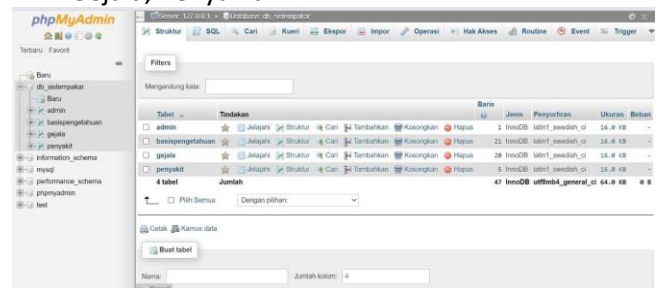 phpMyAdmin
Terbaru Favorit
Baru
db_sistempakar
Baru
admin
basispengetahuan
gejala
penyakit
information_schema
mysql
performance_schema
phpmyadmin
test
Server: 127.0.0.1 » Database: db_sistempakar
Struktur SQL Cari Kueri Ekspor Impor Operasi Hak Akses Routine Event Trigger
Filters
Mengandung kata:
Tabel Tindakan Baris Jenis Penyortiran Ukuran Beban
admin Jelajahi Struktur Cari Tambahkan Kosongkan Hapus 1 InnoDB latin1_swedish_ci 16.0 KB -
basispengetahuan Jelajahi Struktur Cari Tambahkan Kosongkan Hapus 21 InnoDB latin1_swedish_ci 16.0 KB -
gejala Jelajahi Struktur Cari Tambahkan Kosongkan Hapus 20 InnoDB latin1_swedish_ci 16.0 KB -
penyakit Jelajahi Struktur Cari Tambahkan Kosongkan Hapus 5 InnoDB latin1_swedish_ci 16.0 KB -
4 tabel Jumlah 47 InnoDB utf8mb4_general_ci 64.0 KB 0 B
Pilih Semua Dengan pilihan:
Cetak Kamus data
Buat tabel
Nama: Jumlah kolom: 4